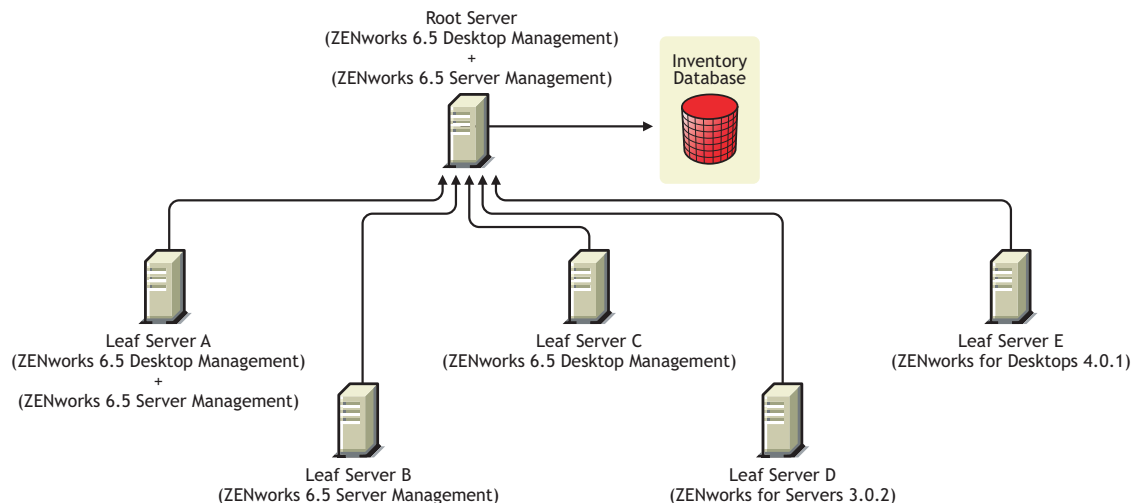 Root Server
(ZENworks 6.5 Desktop Management)
+
(ZENworks 6.5 Server Management)
Inventory
Database
Leaf Server A
(ZENworks 6.5 Desktop Management)
+
(ZENworks 6.5 Server Management)
Leaf Server C
(ZENworks 6.5 Desktop Management)
Leaf Server E
(ZENworks for Desktops 4.0.1)
Leaf Server B
(ZENworks 6.5 Server Management)
Leaf Server D
(ZENworks for Servers 3.0.2)